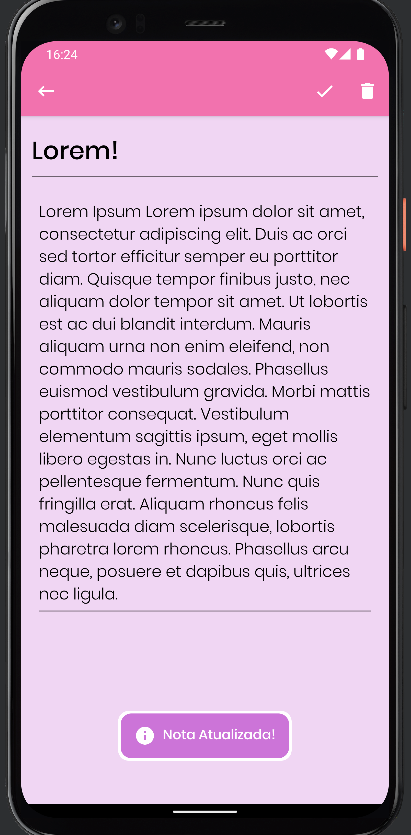 16:24
Lorem!
Lorem Ipsum Lorem ipsum dolor sit amet,
consectetur adipiscing elit. Duis ac orci
sed tortor efficitur semper eu porttitor
diam. Quisque tempor finibus justo, nec
aliquam dolor tempor sit amet. Ut lobortis
est ac dui blandit interdum. Mauris
aliquam urna non enim eleifend, non
commodo mauris sodales. Phasellus
euismod vestibulum gravida. Morbi mattis
porttitor consequat. Vestibulum
elementum sagittis ipsum, eget mollis
libero egestas in. Nunc luctus orci ac
pellentesque fermentum. Nunc quis
fringilla erat. Aliquam rhoncus felis
malesuada diam scelerisque, lobortis
pharetra lorem rhoncus. Phasellus arcu
neque, posuere et dapibus quis, ultrices
nec ligula.
Nota Atualizada!